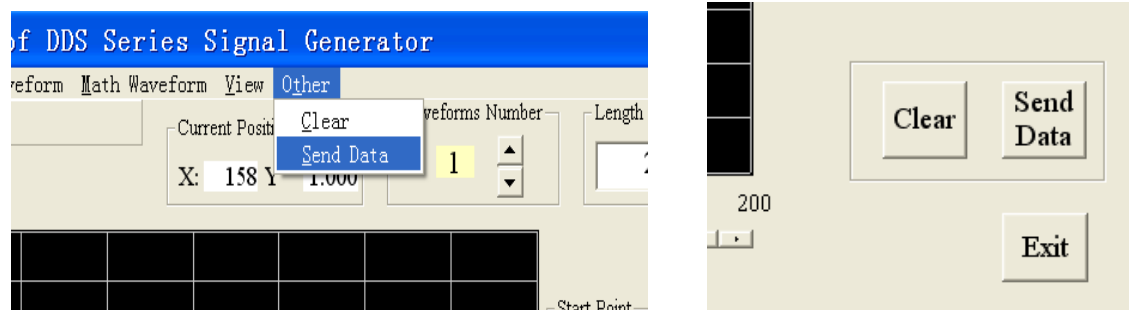 of DDS Series Signal Generator
veform Math Waveform View Other
Clear
Send Data
Current Positi
veforms Number
Length
X: 158 Y 1.000
1
2
Start Point
200
Clear
Send
Data
Exit